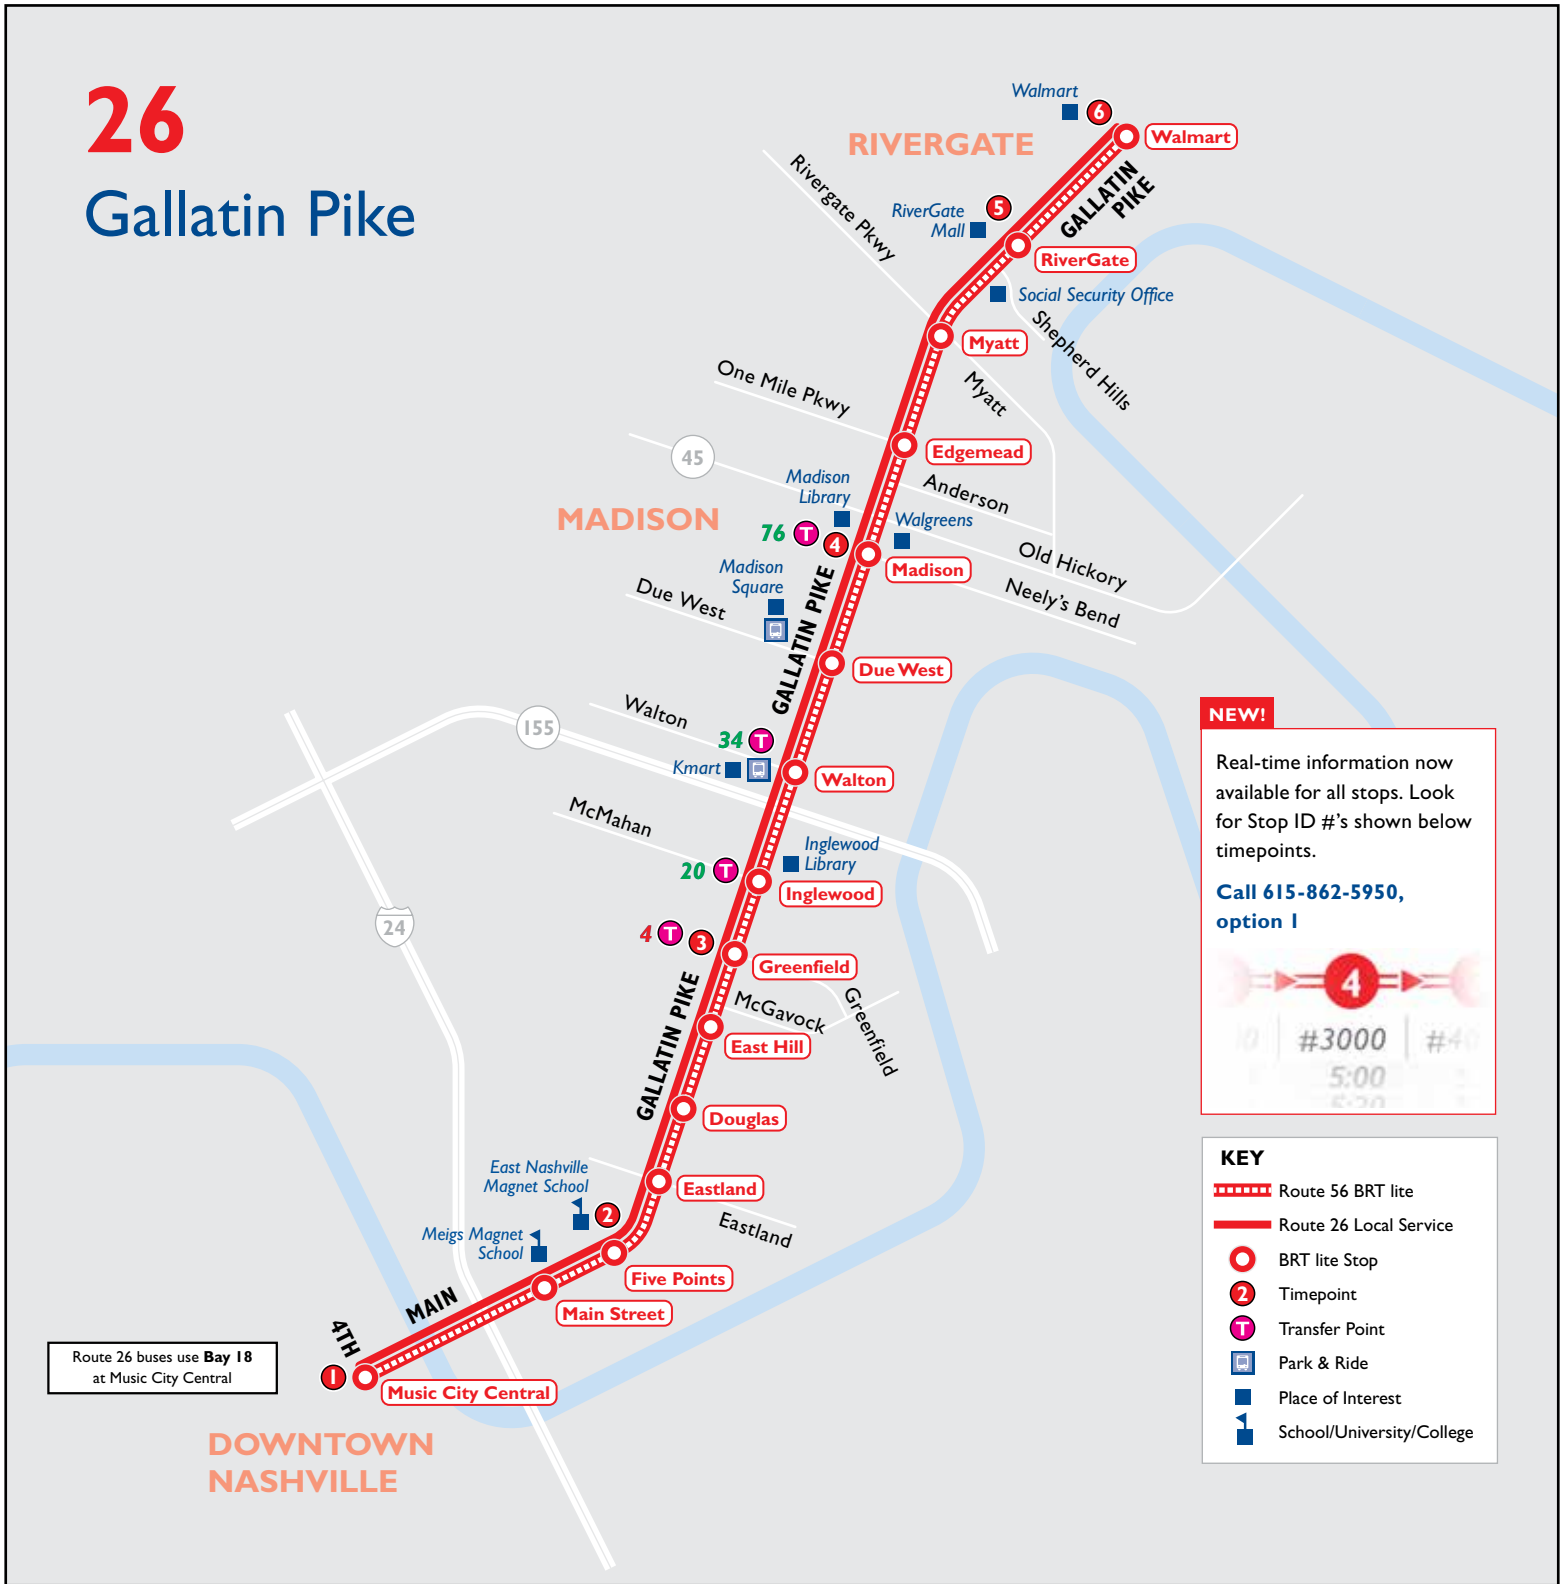 26
Gallatin Pike
Walmart
6
Walmart
RIVERGATE
GALLATIN
PIKE
Rivergate Pkwy
RiverGate
Mall
5
RiverGate
Social Security Office
Shepherd Hills
Myatt
Myatt
One Mile Pkwy
Edgemead
45
Anderson
Madison
Library
Walgreens
MADISON
76
T
4
Madison
Old Hickory
Neely's Bend
Madison
Square
Due West
GALLATIN PIKE
Due West
Walton
155
34
T
Kmart
Walton
McMahan
Inglewood
Library
20
T
Inglewood
24
4
T
3
Greenfield
GALLATIN PIKE
McGavock
Greenfield
East Hill
Douglas
East Nashville
Magnet School
2
Eastland
Eastland
Meigs Magnet
School
Five Points
Main Street
MAIN
4TH
Route 26 buses use Bay 18
at Music City Central
1
Music City Central
DOWNTOWN
NASHVILLE
NEW!
Real-time information now
available for all stops. Look
for Stop ID #'s shown below
timepoints.
Call 615-862-5950,
option 1
4
#3000
5:00
KEY
Route 56 BRT lite
Route 26 Local Service
BRT lite Stop
2
Timepoint
T
Transfer Point
Park & Ride
Place of Interest
School/University/College